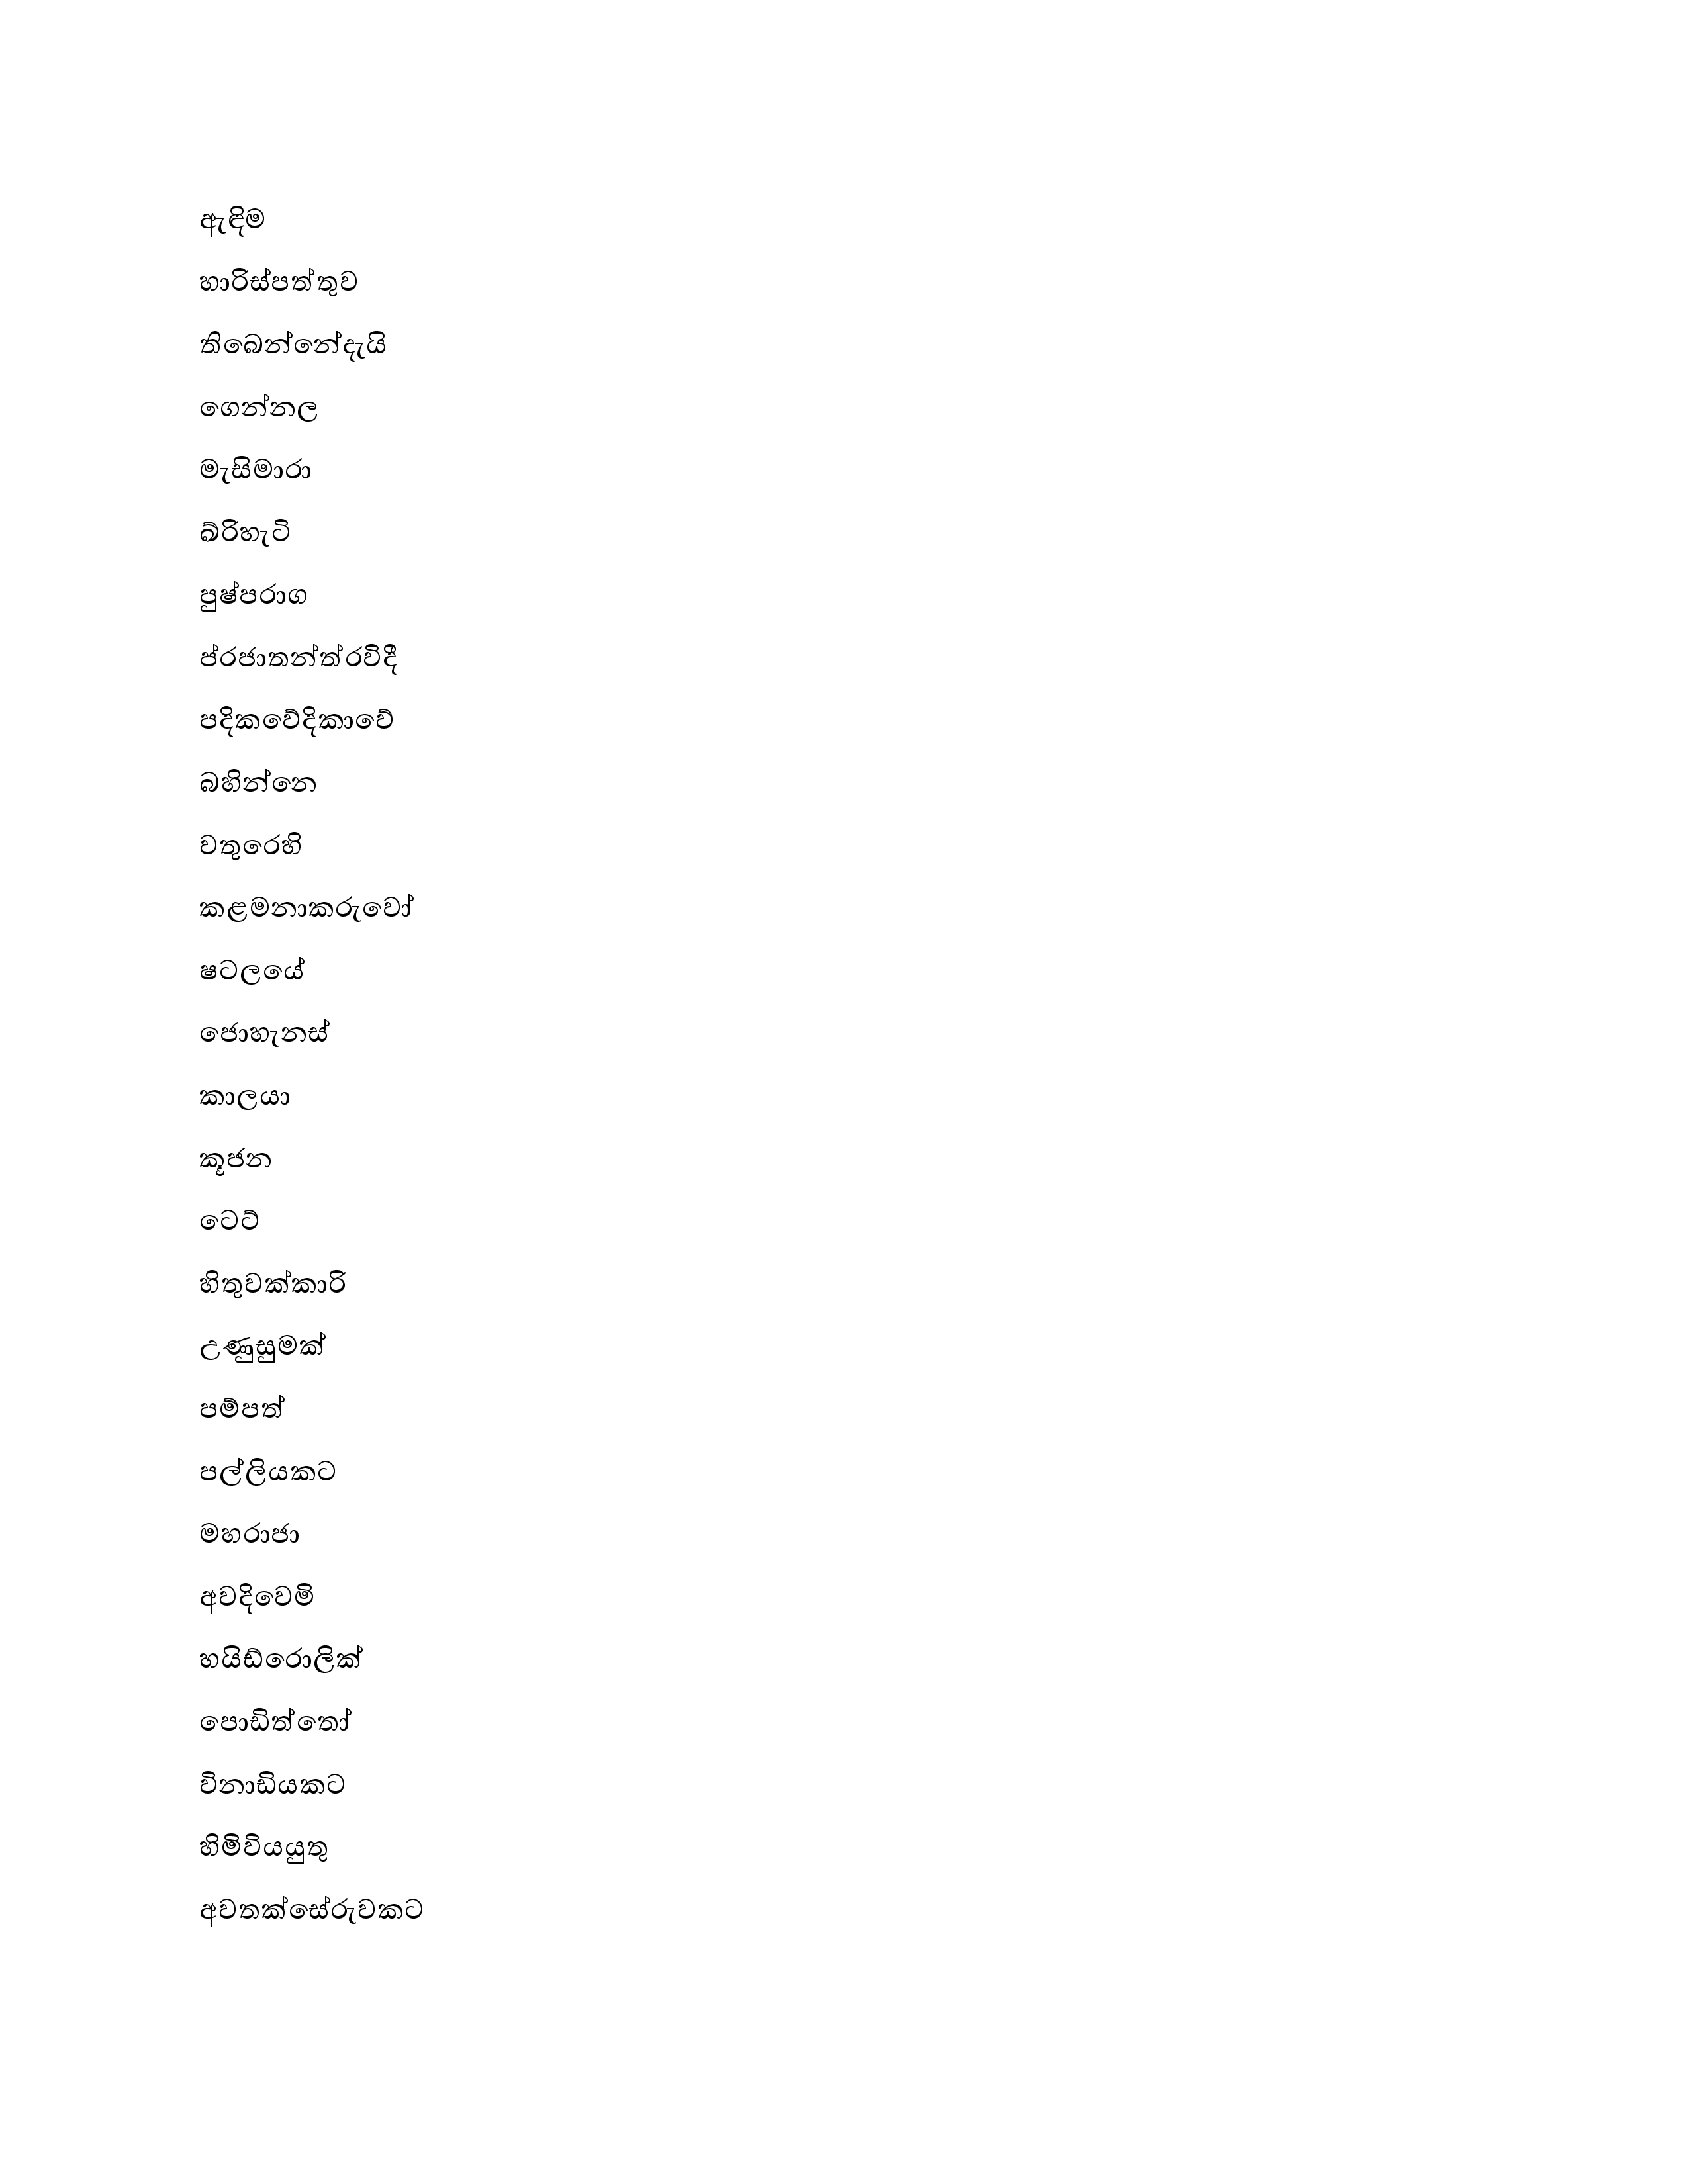 ඇඳිම
හාරිස්පත්තුව
තිබෙන්නේදැයි
ගෙන්නල
මැසිමාරා
ඛ්රිහැටි
පුෂ්පරාග
ප්රජාතන්ත්රවිදී
පදිකවේදිකාවේ
බහින්නෙ
වතුරෙහි
කළමනාකරුවෝ
ෂටලයේ
ජොහැනස්
කාලයා
කූජන
ටෙට්
හිතුවක්කාරි
උණුසුමක්
පම්පත්
පල්ලියකට
මහරාජා
අවදිවෙමි
හයිඩ්රොලික්
පොඩිත්තෝ
විනාඩියකට
හිමිවියයුතු
අවතක්සේරුවකට